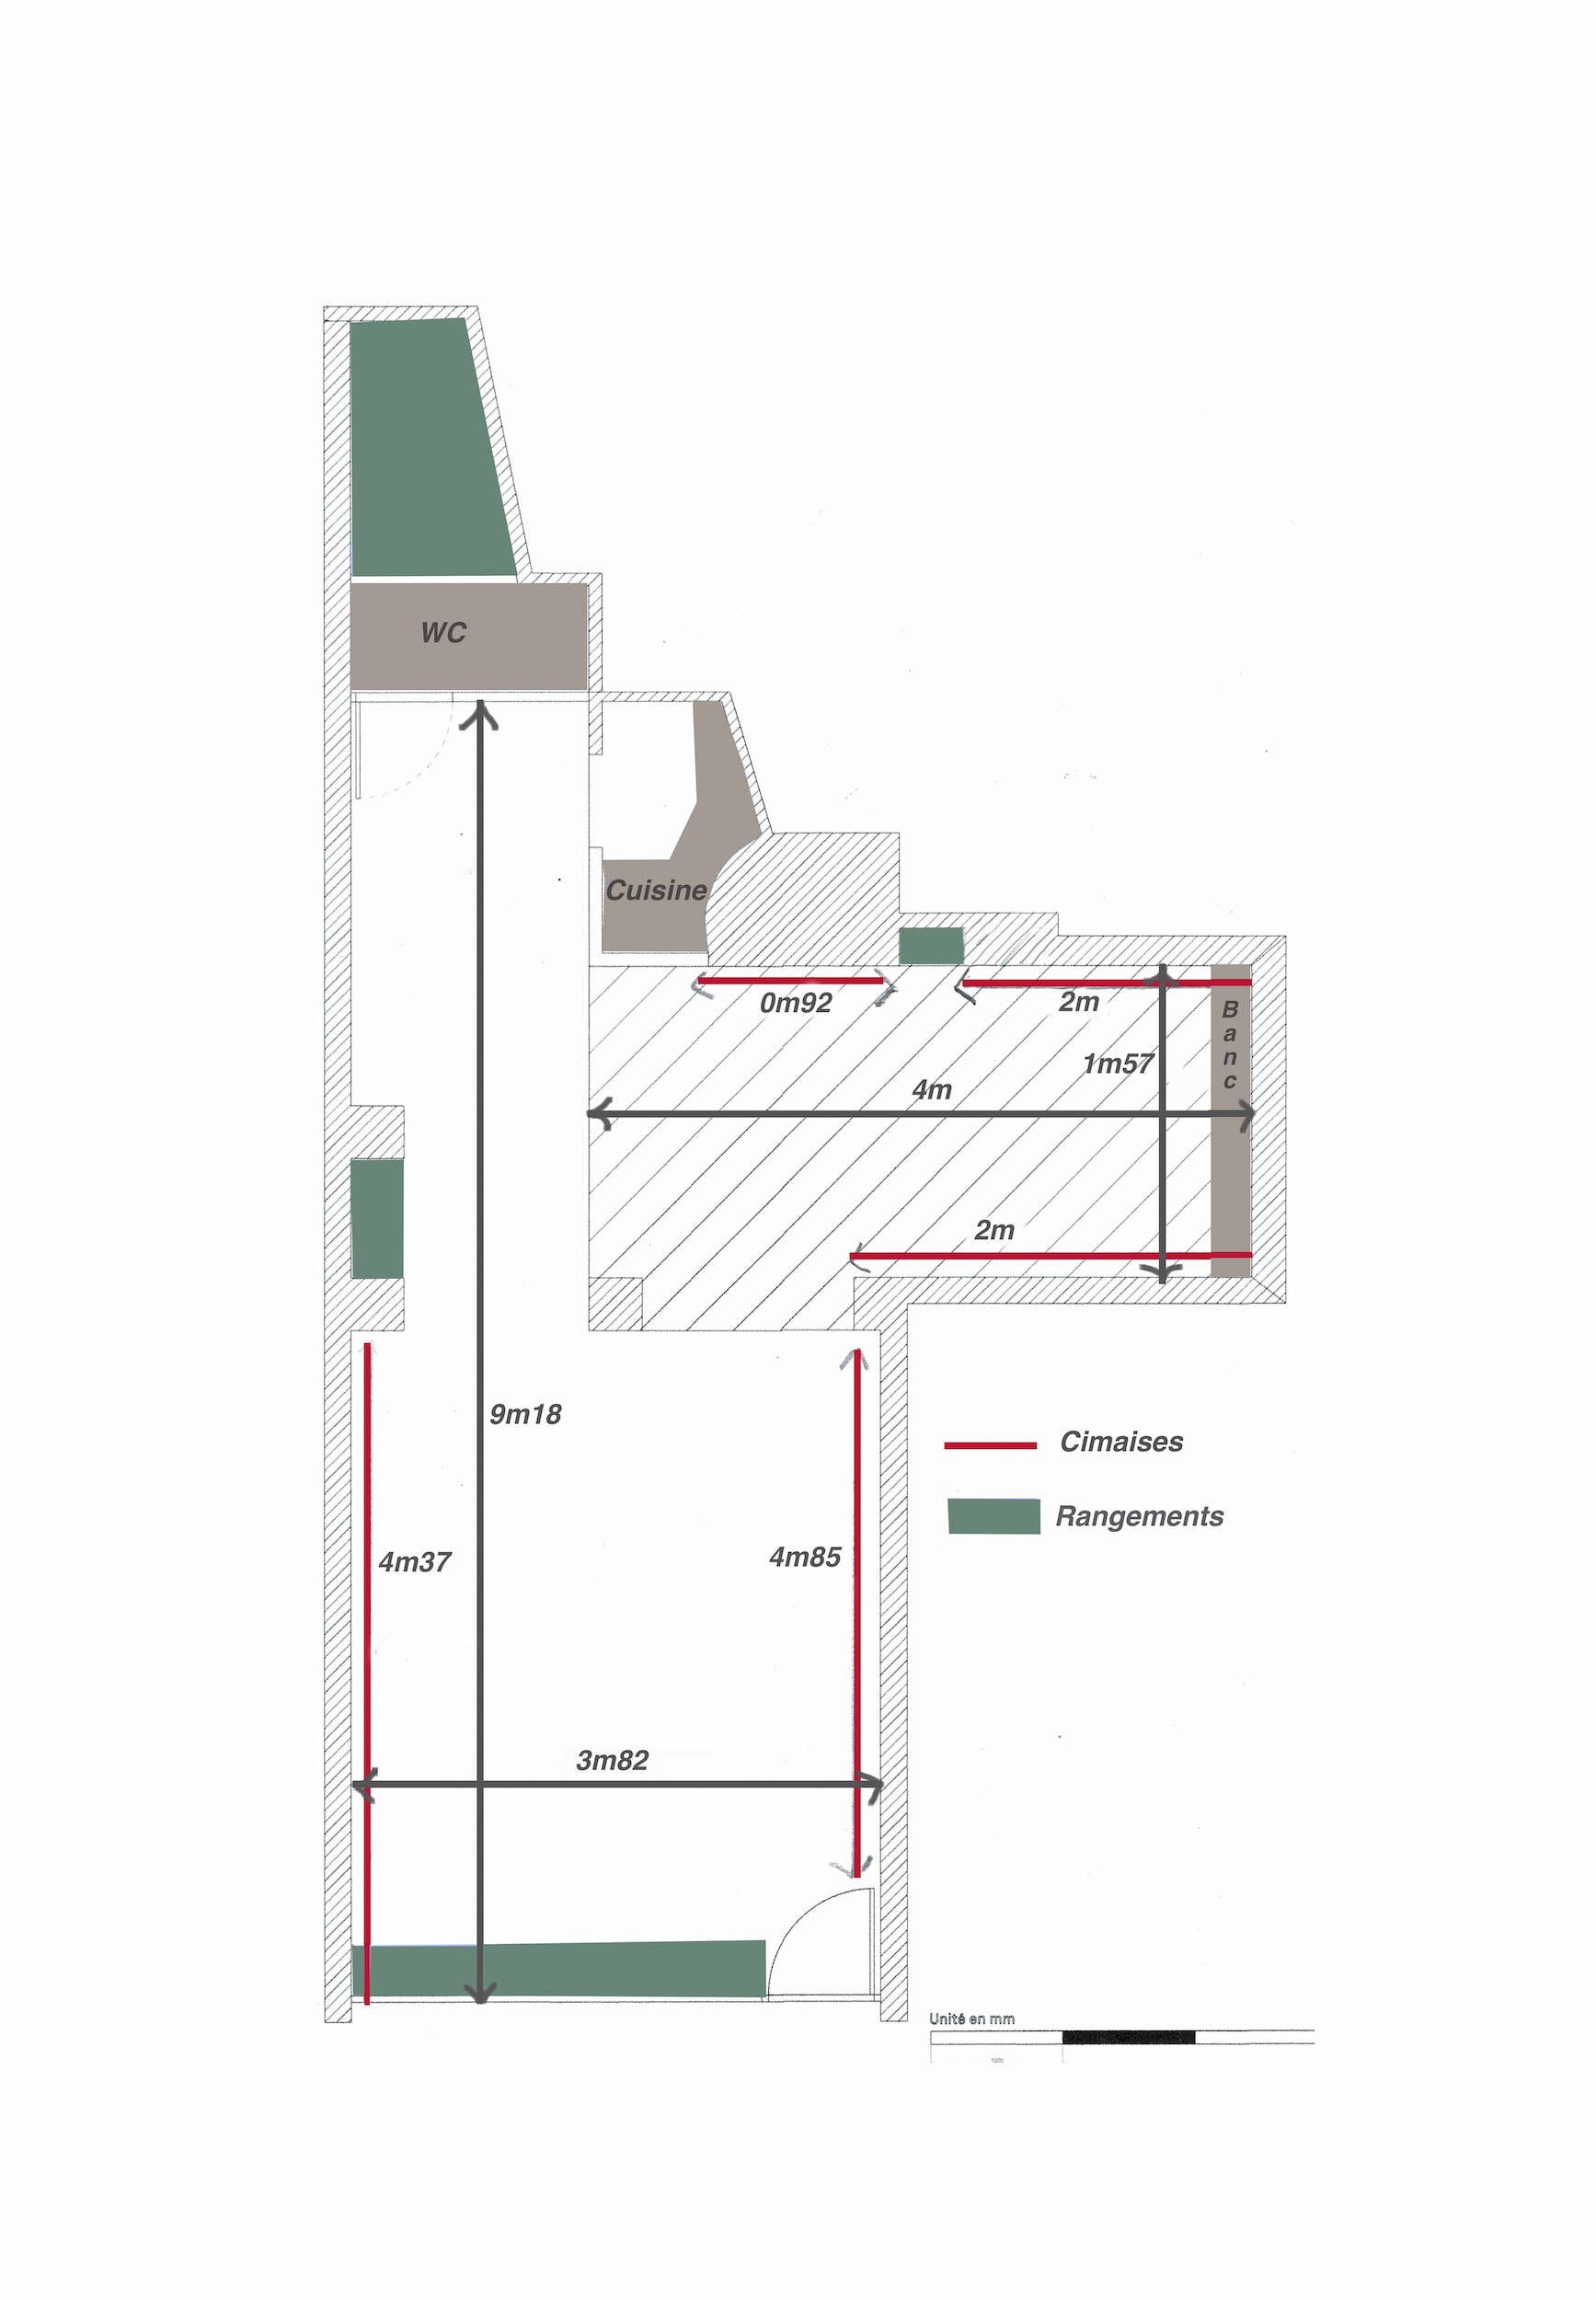 WC
Cuisine
0m92
2m
B
a
n
c
1m57
4m
2m
9m18
Cimaises
Rangements
4m37
4m85
3m82
Unité en mm
1000